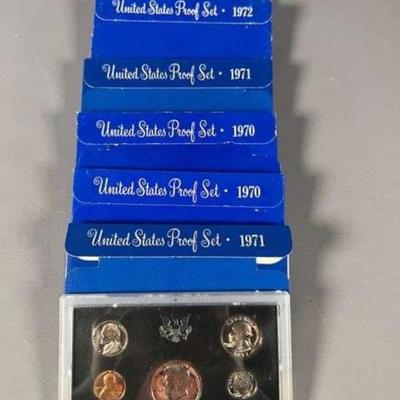 United States Proof Set · 1972
United States Proof Set · 1971
United States Proof Set · 1970
United States Proof Set · 1970
United States Proof Set · 1971